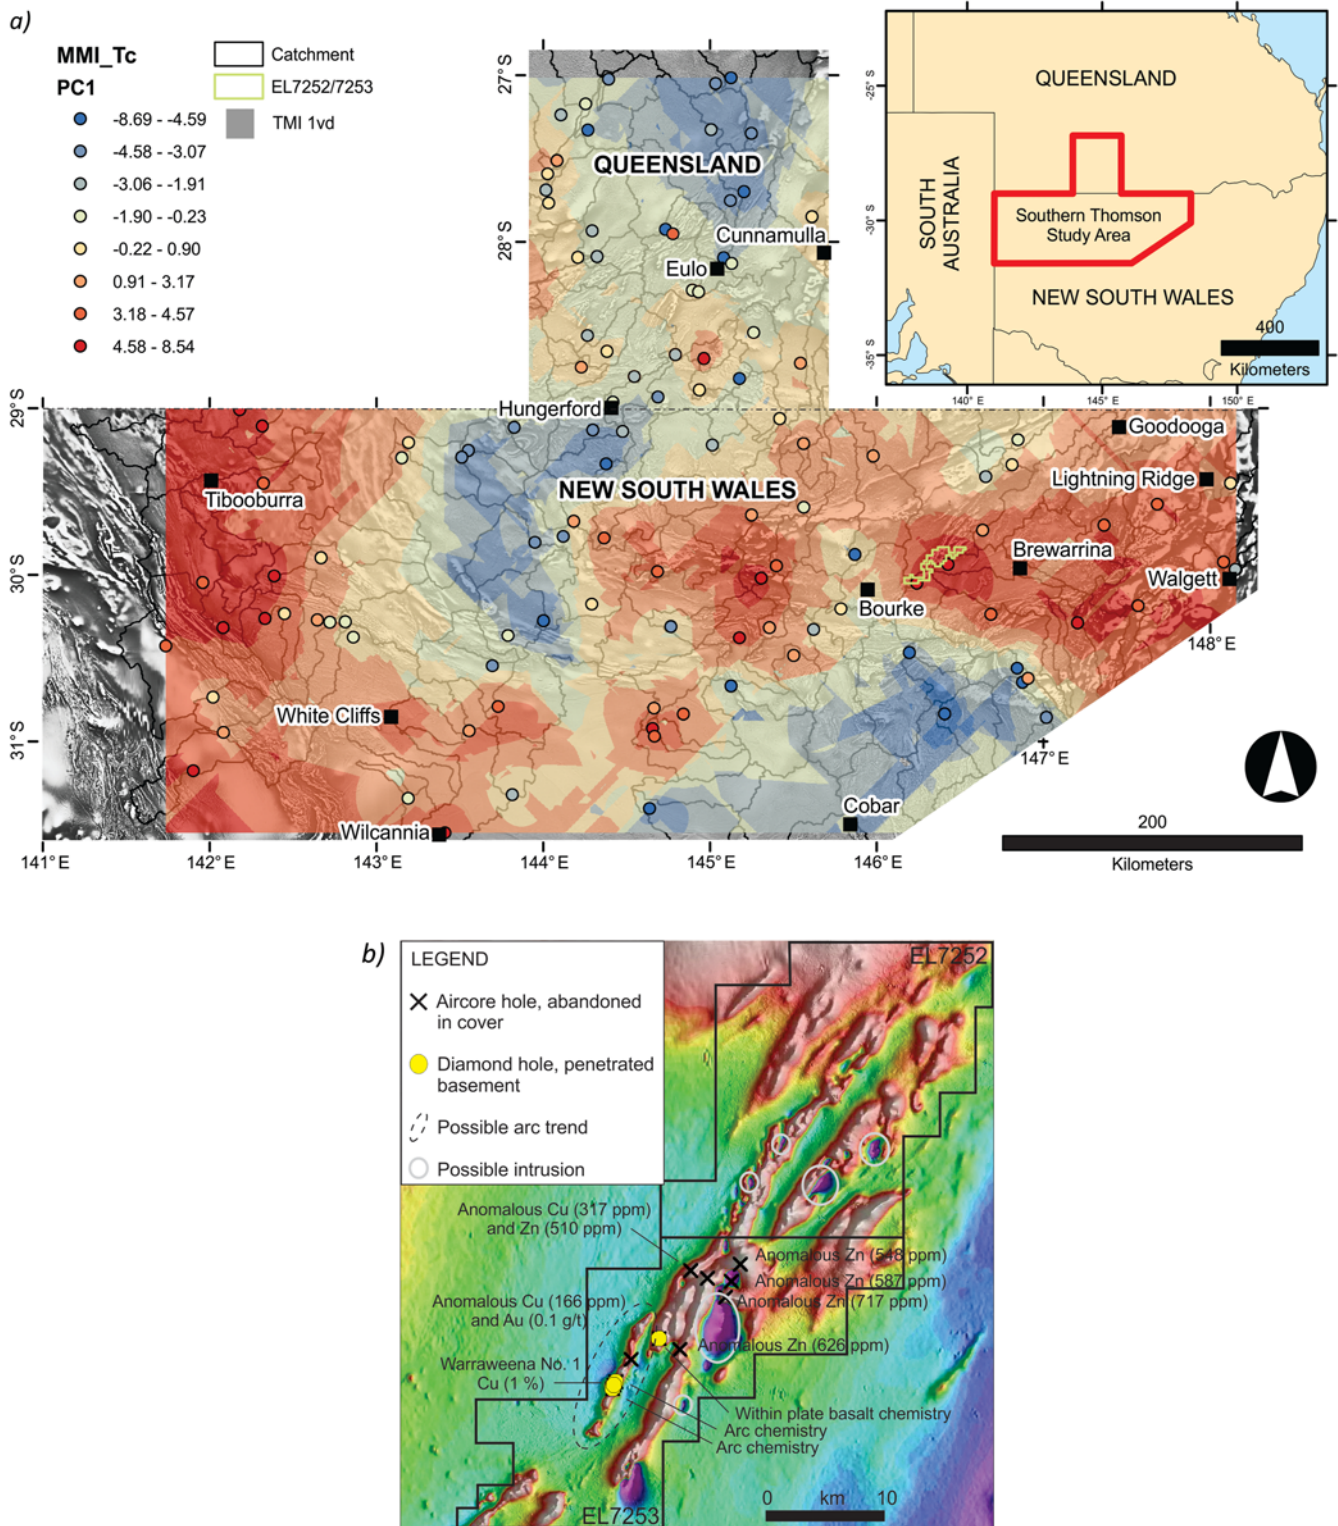 a)
MMI_Tc
PC1
-8.69 - -4.59
-4.58 - -3.07
-3.06 - -1.91
-1.90 - -0.23
-0.22 - 0.90
0.91 - 3.17
3.18 - 4.57
4.58 - 8.54
Catchment
EL7252/7253
TMI 1vd
27°S
28°S
29°S
30°S
31°S
141°E
142°E
143°E
144°E
145°E
146°E
147°E
148°E
QUEENSLAND
Cunnamulla
Eulo
Hungerford
NEW SOUTH WALES
Tibooburra
Goodooga
Lightning Ridge
Brewarrina
Walgett
Bourke
White Cliffs
Wilcannia
Cobar
200
Kilometers
QUEENSLAND
SOUTH
AUSTRALIA
Southern Thomson
Study Area
NEW SOUTH WALES
400
Kilometers
-25°S
-30°S
-35°S
140°E
145°E
150°E
b)
LEGEND
Aircore hole, abandoned
in cover
Diamond hole, penetrated
basement
Possible arc trend
Possible intrusion
EL7252
Anomalous Cu (317 ppm)
and Zn (510 ppm)
Anomalous Zn (548 ppm)
Anomalous Zn (587 ppm)
Anomalous Zn (717 ppm)
Anomalous Cu (166 ppm)
and Au (0.1 g/t)
Anomalous Zn (626 ppm)
Warraweena No. 1
Cu (1 %)
Within plate basalt chemistry
Arc chemistry
Arc chemistry
EL7253
0 km 10